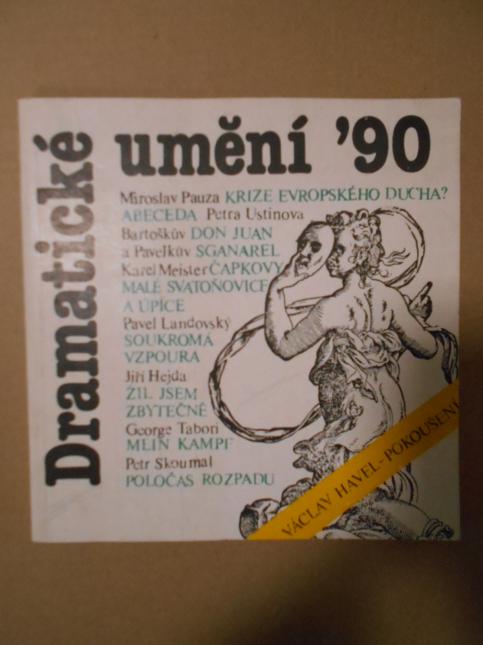 Dramatické
umění '90
Miroslav Pauza KRIZE EVROPSKÉHO DUCHA?
ABECEDA Petra Ustinova
Bartoškův DON JUAN
a Pavelkův SGANAREL
Karel Meister ČAPKOVY
MALÉ SVATOŇOVICE
A ÚPICE
Pavel Landovský
SOUKROMÁ
VZPOURA
Jiří Hejda
ŽIL JSEM
ZBYTEČNĚ
George Tabori
MEIN KAMPF
Petr Skoumal
POLOČAS ROZPADU
VÁCLAV HAVEL - POKOUŠENÍ